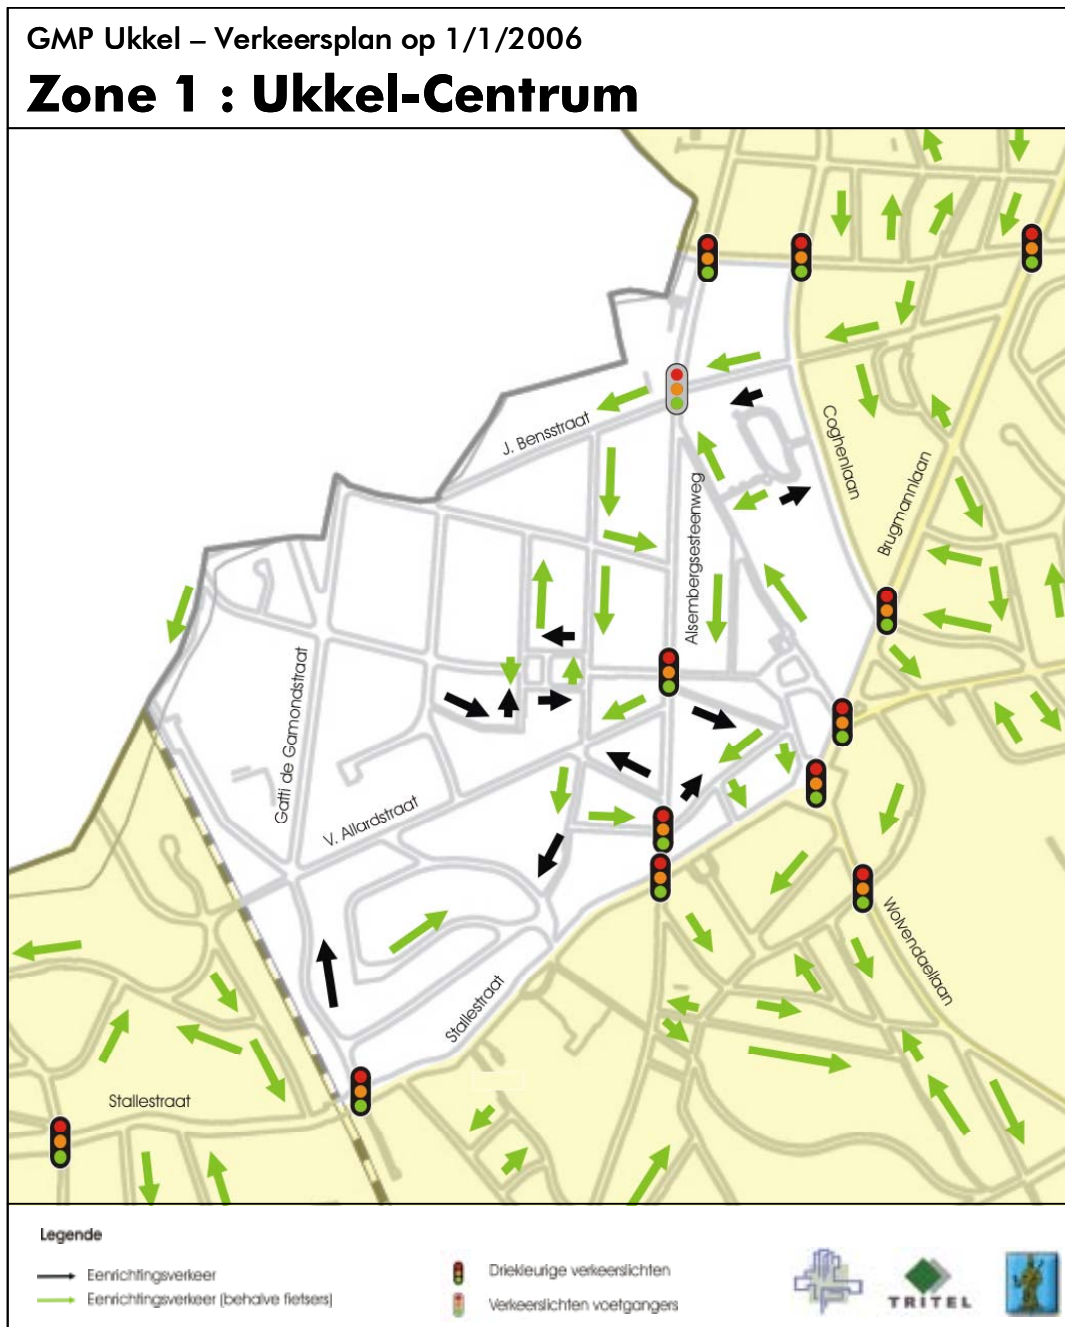 GMP Ukkel – Verkeersplan op 1/1/2006
Zone 1 : Ukkel-Centrum
J. Bensstraat
Coghenlaan
Brugmannlaan
Alsembergsesteenweg
Gatti de Gamondstraat
V. Allardstraat
Wolvendaellaan
Stallestraat
Stallestraat
Legende
Eenrichtingsverkeer
Eenrichtingsverkeer (behalve fietsers)
Driekleurige verkeerslichten
Verkeerslichten voetgangers
TRITEL